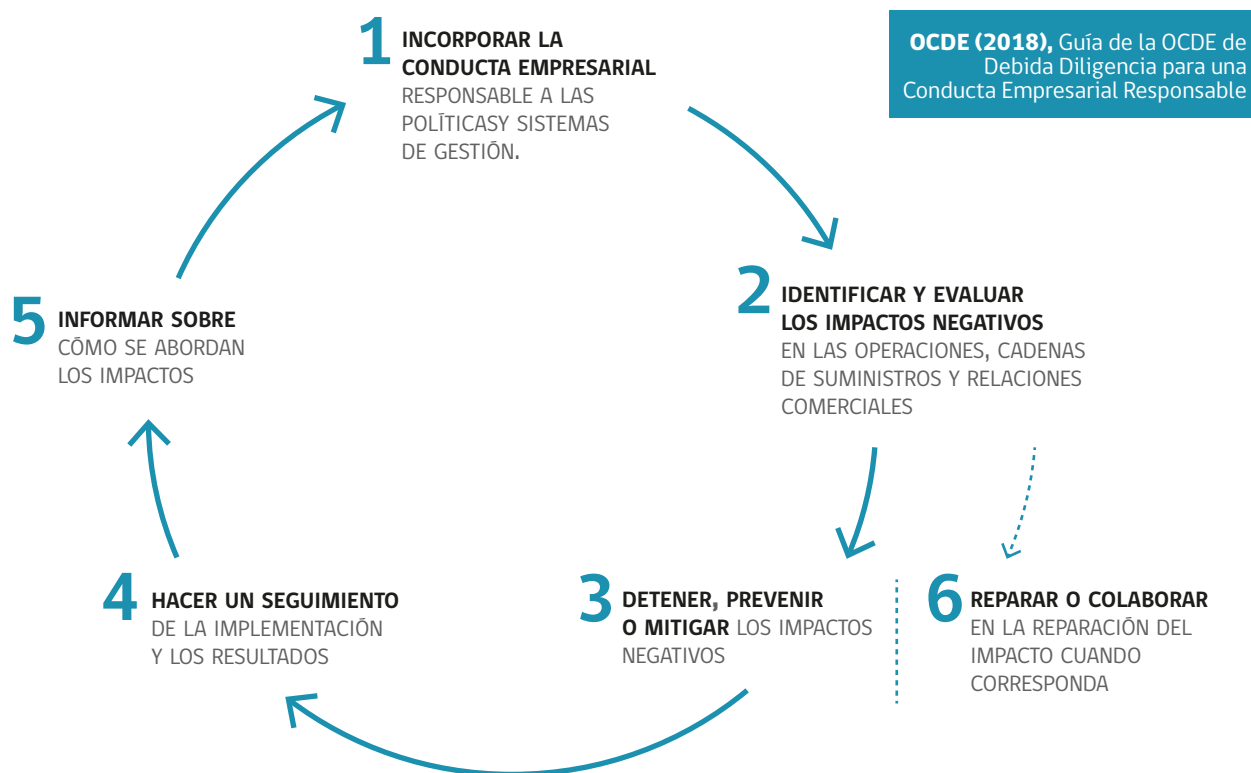 1 INCORPORAR LA
CONDUCTA EMPRESARIAL
RESPONSABLE A LAS
POLÍTICASY SISTEMAS
DE GESTIÓN.
OCDE (2018), Guía de la OCDE de
Debida Diligencia para una
Conducta Empresarial Responsable
2 IDENTIFICAR Y EVALUAR
LOS IMPACTOS NEGATIVOS
EN LAS OPERACIONES, CADENAS
DE SUMINISTROS Y RELACIONES
COMERCIALES
3 DETENER, PREVENIR
O MITIGAR LOS IMPACTOS
NEGATIVOS
4 HACER UN SEGUIMIENTO
DE LA IMPLEMENTACIÓN
Y LOS RESULTADOS
5 INFORMAR SOBRE
CÓMO SE ABORDAN
LOS IMPACTOS
6 REPARAR O COLABORAR
EN LA REPARACIÓN DEL
IMPACTO CUANDO
CORRESPONDA